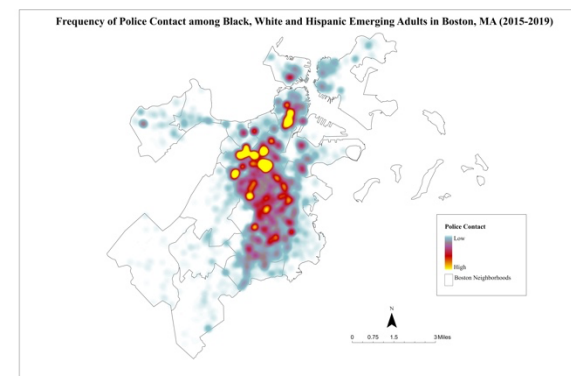 Frequency of Police Contact among Black, White and Hispanic Emerging Adults in Boston, MA (2015-2019)
Police Contact
Low
High
Boston Neighborhoods
N
0 0.75 1.5 3 Miles